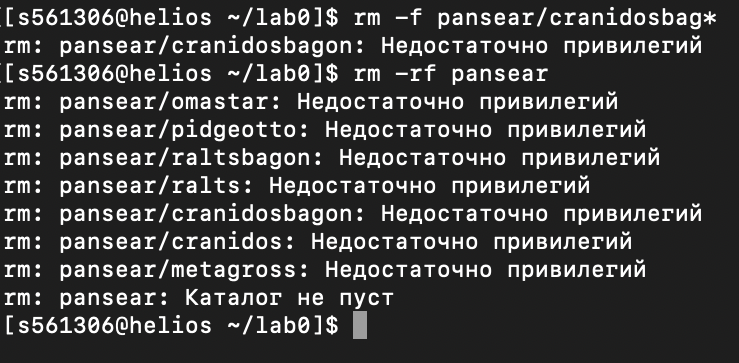 [s561306@helios ~/lab0]$ rm -f pansear/cranidosbag*
rm: pansear/cranidosbagon: Недостаточно привилегий
[s561306@helios ~/lab0]$ rm -rf pansear
rm: pansear/omastar: Недостаточно привилегий
rm: pansear/pidgeotto: Недостаточно привилегий
rm: pansear/raltsbagon: Недостаточно привилегий
rm: pansear/ralts: Недостаточно привилегий
rm: pansear/cranidosbagon: Недостаточно привилегий
rm: pansear/cranidos: Недостаточно привилегий
rm: pansear/metagross: Недостаточно привилегий
rm: pansear: Каталог не пуст
[s561306@helios ~/lab0]$